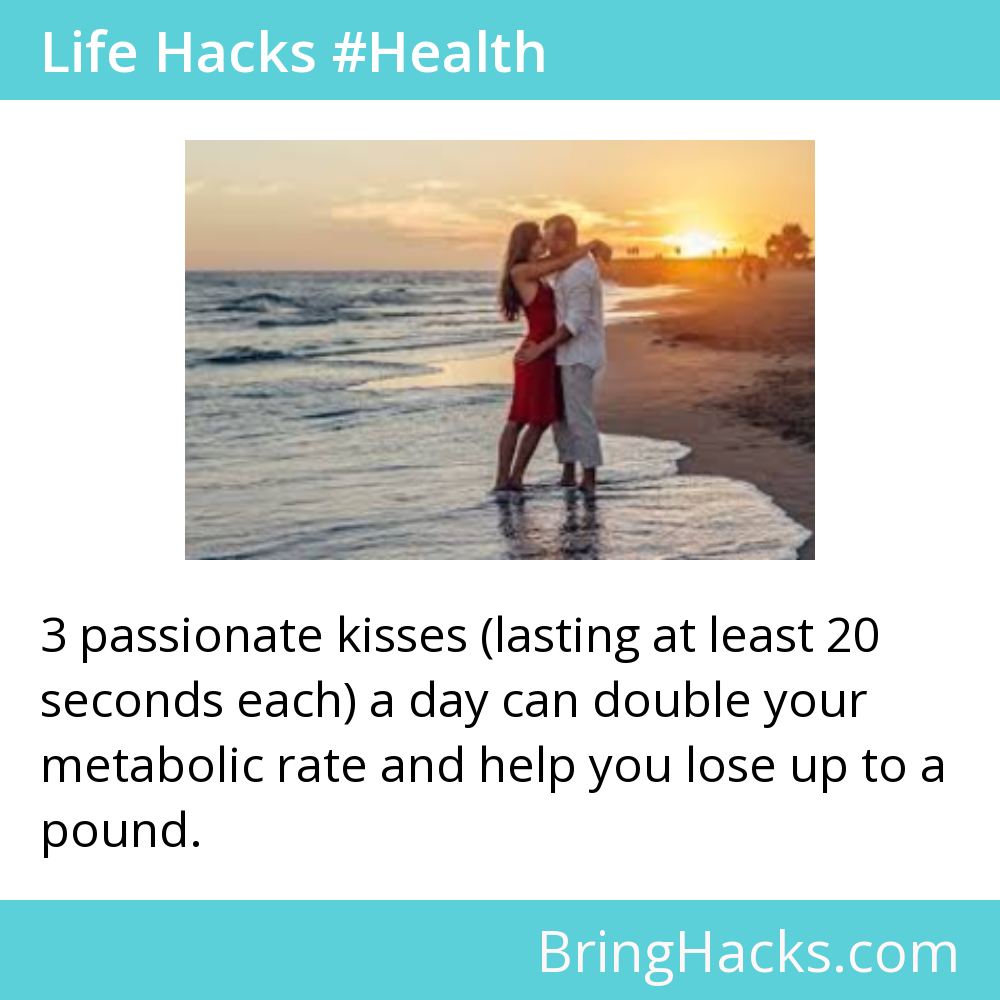 Life Hacks #Health
3 passionate kisses (lasting at least 20
seconds each) a day can double your
metabolic rate and help you lose up to a
pound.
BringHacks.com